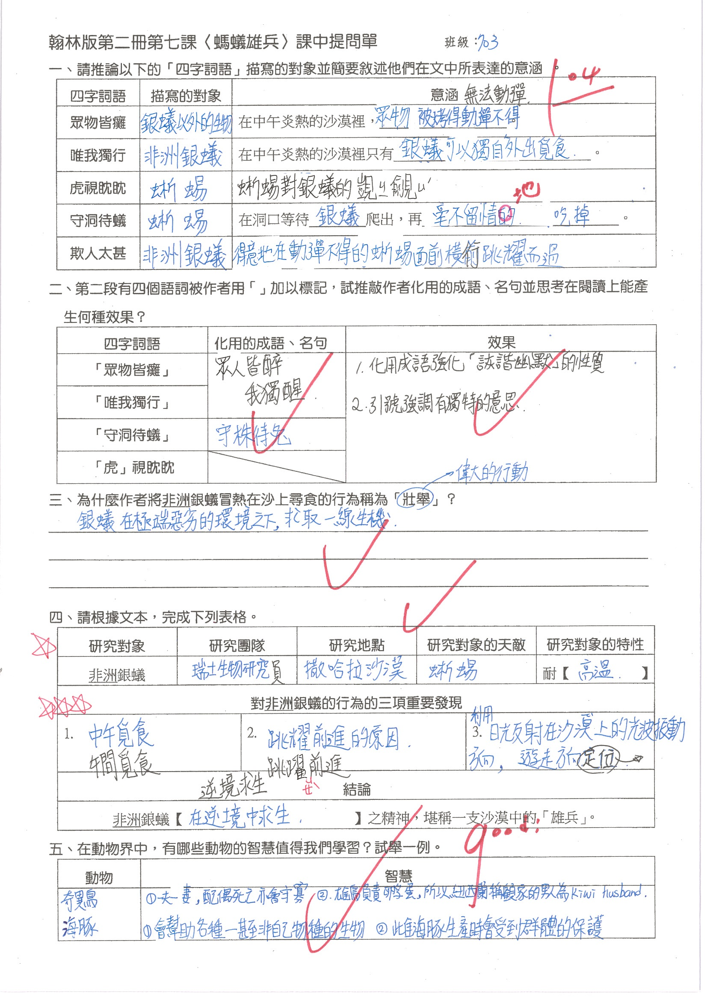 翰林版第二冊第七課〈螞蟻雄兵〉課中提問單 班級：703
一、請推論以下的「四字詞語」描寫的對象並簡要敘述他們在文中所表達的意涵。
04
四字詞語 描寫的對象 意涵 無法動彈.
眾物皆癱 銀蟻以外的生物 在中午炎熱的沙漠裡，眾生物 被烤得動彈不得。
唯我獨行 非洲銀蟻 在中午炎熱的沙漠裡只有 銀蟻可以獨自外出覓食. 。
虎視眈眈 蜥蜴 蜥蜴對銀蟻的覬ㄐㄧˋ覦ㄩˊ
地
守洞待蟻 蜥蜴 在洞口等待 銀蟻 爬出，再 毫不留情的. 吃掉 。
欺人太甚 非洲銀蟻 得意地在動彈不得的蜥蜴面前橫衝跳耀而過
二、第二段有四個語詞被作者用「」加以標記，試推敲作者化用的成語、名句並思考在閱讀上能產
生何種效果？
四字詞語 化用的成語、名句 效果
「眾物皆癱」 眾人皆醉 1. 化用成語強化「詼諧幽默」的性質
「唯我獨行」 我獨醒. 2. 引號強調有獨特的意思.
「守洞待蟻」 守株待兔
「虎」視眈眈
偉大的行動
三、為什麼作者將非洲銀蟻冒熱在沙上尋食的行為稱為「壯舉」？
銀蟻在極端惡劣的環境之下, 求取一線生機.
四、請根據文本，完成下列表格。
研究對象 研究團隊 研究地點 研究對象的天敵 研究對象的特性
非洲銀蟻 瑞士生物研究員 撒哈拉沙漠 蜥蜴 耐【 高溫. 】
對非洲銀蟻的行為的三項重要發現
利用
1. 中午覓食 2. 跳耀前進的原因. 3. 日光反射在沙漠上的光波振動
方向, 遊走方向定位
午間覓食 跳躍前進
逆境求生 ㄐㄧㄝˋ 結論
非洲銀蟻【 在逆境中求生. 】之精神，堪稱一支沙漠中的「雄兵」。
good!
五、在動物界中，有哪些動物的智慧值得我們學習？試舉一例。
動物 智慧
奇異鳥 ①一夫一妻, 配偶死亡亦會守寡 ②. 雄鳥負責孵蛋, 所以紐西蘭稱顧家的男人為 Kiwi Husband.
海豚 ①會幫助各種一甚至非自己物種的生物 ②雌海豚生產時會受到群體的保護